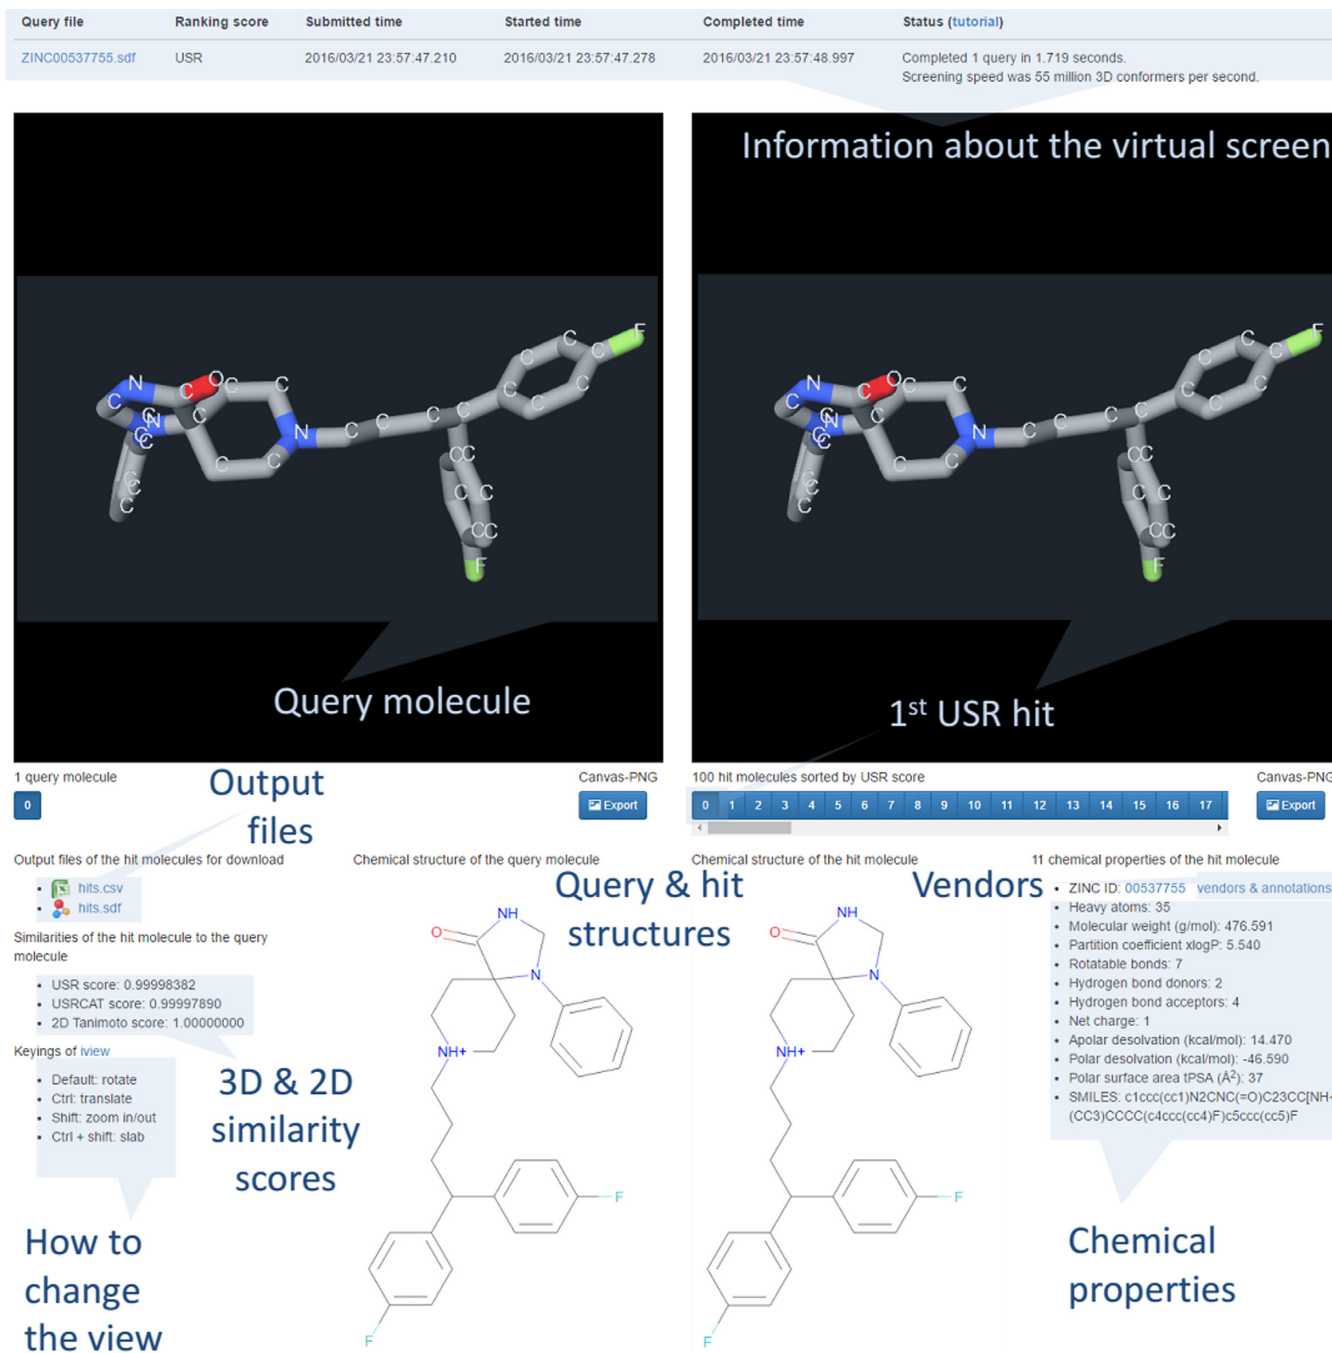 Query file Ranking score Submitted time Started time Completed time Status (tutorial)
ZINC00537755.sdf USR 2016/03/21 23:57:47.210 2016/03/21 23:57:47.278 2016/03/21 23:57:48.997 Completed 1 query in 1.719 seconds.
Screening speed was 55 million 3D conformers per second.
Information about the virtual screen
Query molecule
1st USR hit
1 query molecule
Canvas-PNG
0
Export
100 hit molecules sorted by USR score
Canvas-PNG
0 1 2 3 4 5 6 7 8 9 10 11 12 13 14 15 16 17
Export
Output
files
Output files of the hit molecules for download
hits.csv
hits.sdf
Similarities of the hit molecule to the query
molecule
USR score: 0.99998382
USRCAT score: 0.99997890
2D Tanimoto score: 1.00000000
Keyings of iview
Default: rotate
Ctrl: translate
Shift: zoom in/out
Ctrl + shift: slab
How to
change
the view
3D & 2D
similarity
scores
Chemical structure of the query molecule
Query & hit
structures
NH
O
N
NH+
F
F
Chemical structure of the hit molecule
NH
O
N
NH+
F
F
Vendors
11 chemical properties of the hit molecule
ZINC ID: 00537755 vendors & annotations
Heavy atoms: 35
Molecular weight (g/mol): 476.591
Partition coefficient xlogP: 5.540
Rotatable bonds: 7
Hydrogen bond donors: 2
Hydrogen bond acceptors: 4
Net charge: 1
Apolar desolvation (kcal/mol): 14.470
Polar desolvation (kcal/mol): -46.590
Polar surface area tPSA (Å2): 37
SMILES: c1ccc(cc1)N2CNC(=O)C23CC[NH+
(CC3)CCCC(c4ccc(cc4)F)c5ccc(cc5)F
Chemical
properties